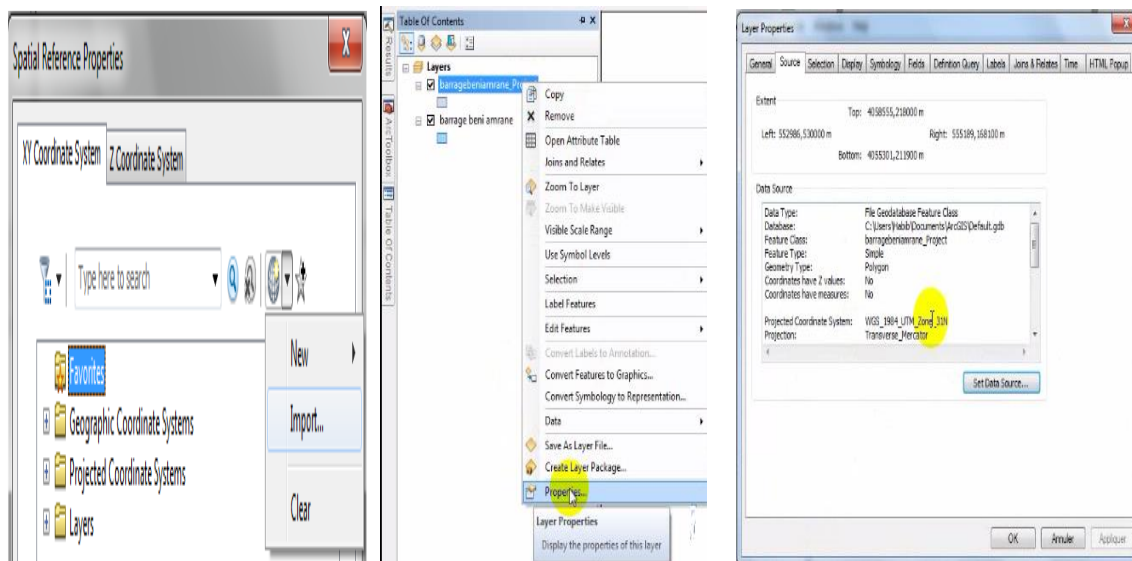 Spatial Reference Properties
X
XY Coordinate System
Z Coordinate System
Type here to search
Favorites
Geographic Coordinate Systems
Projected Coordinate Systems
Layers
New
Import...
Clear
Table Of Contents
Results
ArcToolbox
Table Of Contents
Layers
barragebeniamrane_Project
barrage beni amrane
Copy
Remove
Open Attribute Table
Joins and Relates
Zoom To Layer
Zoom To Make Visible
Visible Scale Range
Use Symbol Levels
Selection
Label Features
Edit Features
Convert Labels to Annotation...
Convert Features to Graphics...
Convert Symbology to Representation...
Data
Save As Layer File...
Create Layer Package...
Properties...
Layer Properties
Display the properties of this layer
Layer Properties
General Source Selection Display Symbology Fields Definition Query Labels Joins & Relates Time HTML Popup
Extent
Top: 4058555,218000 m
Left: 552986,530000 m Right: 555189,168100 m
Bottom: 4055301,211900 m
Data Source
Data Type: File Geodatabase Feature Class
Database: C:\Users\Habib\Documents\ArcGIS\Default.gdb
Feature Class: barragebeniamrane_Project
Feature Type: Simple
Geometry Type: Polygon
Coordinates have Z values: No
Coordinates have measures: No
Projected Coordinate System: WGS_1984_UTM_Zone_31N
Projection: Transverse_Mercator
Set Data Source...
OK Annuler Appliquer